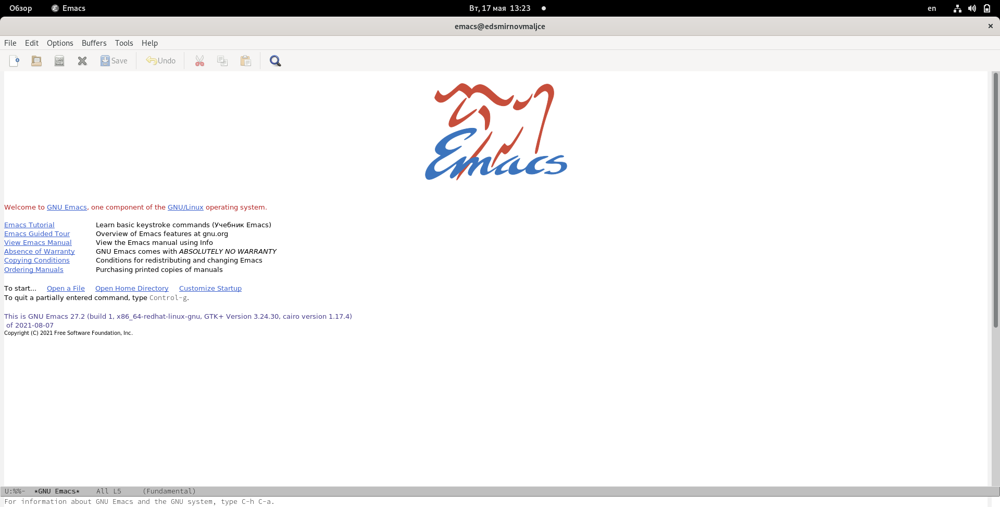 Обзор Emacs Вт, 17 мая 13:23 en
emacs@edsmirnovmaljce
File Edit Options Buffers Tools Help
Save Undo
Emacs
Welcome to GNU Emacs, one component of the GNU/Linux operating system.
Emacs Tutorial Learn basic keystroke commands (Учебник Emacs)
Emacs Guided Tour Overview of Emacs features at gnu.org
View Emacs Manual View the Emacs manual using Info
Absence of Warranty GNU Emacs comes with ABSOLUTELY NO WARRANTY
Copying Conditions Conditions for redistributing and changing Emacs
Ordering Manuals Purchasing printed copies of manuals
To start... Open a File Open Home Directory Customize Startup
To quit a partially entered command, type Control-g.
This is GNU Emacs 27.2 (build 1, x86_64-redhat-linux-gnu, GTK+ Version 3.24.30, cairo version 1.17.4)
of 2021-08-07
Copyright (C) 2021 Free Software Foundation, Inc.
U:%%- *GNU Emacs* All L5 (Fundamental)
For information about GNU Emacs and the GNU system, type C-h C-a.